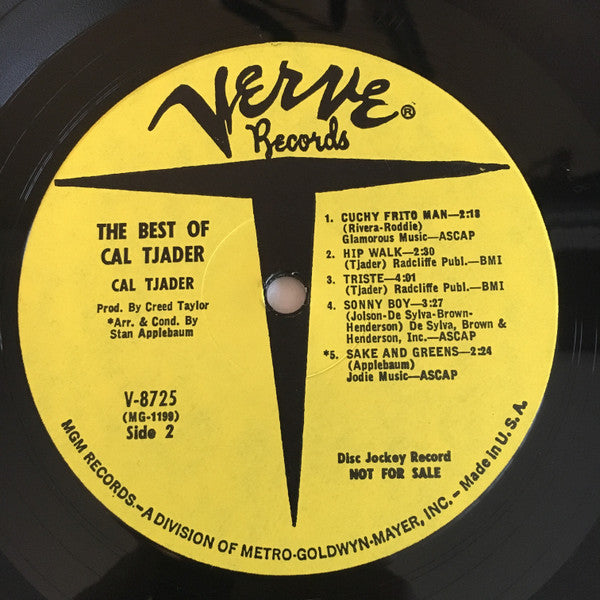 VERVE®
Records
THE BEST OF
CAL TJADER
CAL TJADER
Prod. By Creed Taylor
*Arr. & Cond. By
Stan Applebaum
V-8725
(MG-1199)
Side 2
1. CUCHY FRITO MAN—2:18
(Rivera-Roddie)
Glamorous Music—ASCAP
2. HIP WALK—2:30
(Tjader) Radcliffe Publ.—BMI
3. TRISTE—4:01
(Tjader) Radcliffe Publ.—BMI
4. SONNY BOY—3:27
(Jolson-De Sylva-Brown-
Henderson) De Sylva, Brown &
Henderson, Inc.—ASCAP
*5. SAKE AND GREENS—2:24
(Applebaum)
Jodie Music—ASCAP
Disc Jockey Record
NOT FOR SALE
MGM RECORDS.—A DIVISION OF METRO-GOLDWYN-MAYER, INC. — Made in U. S. A.